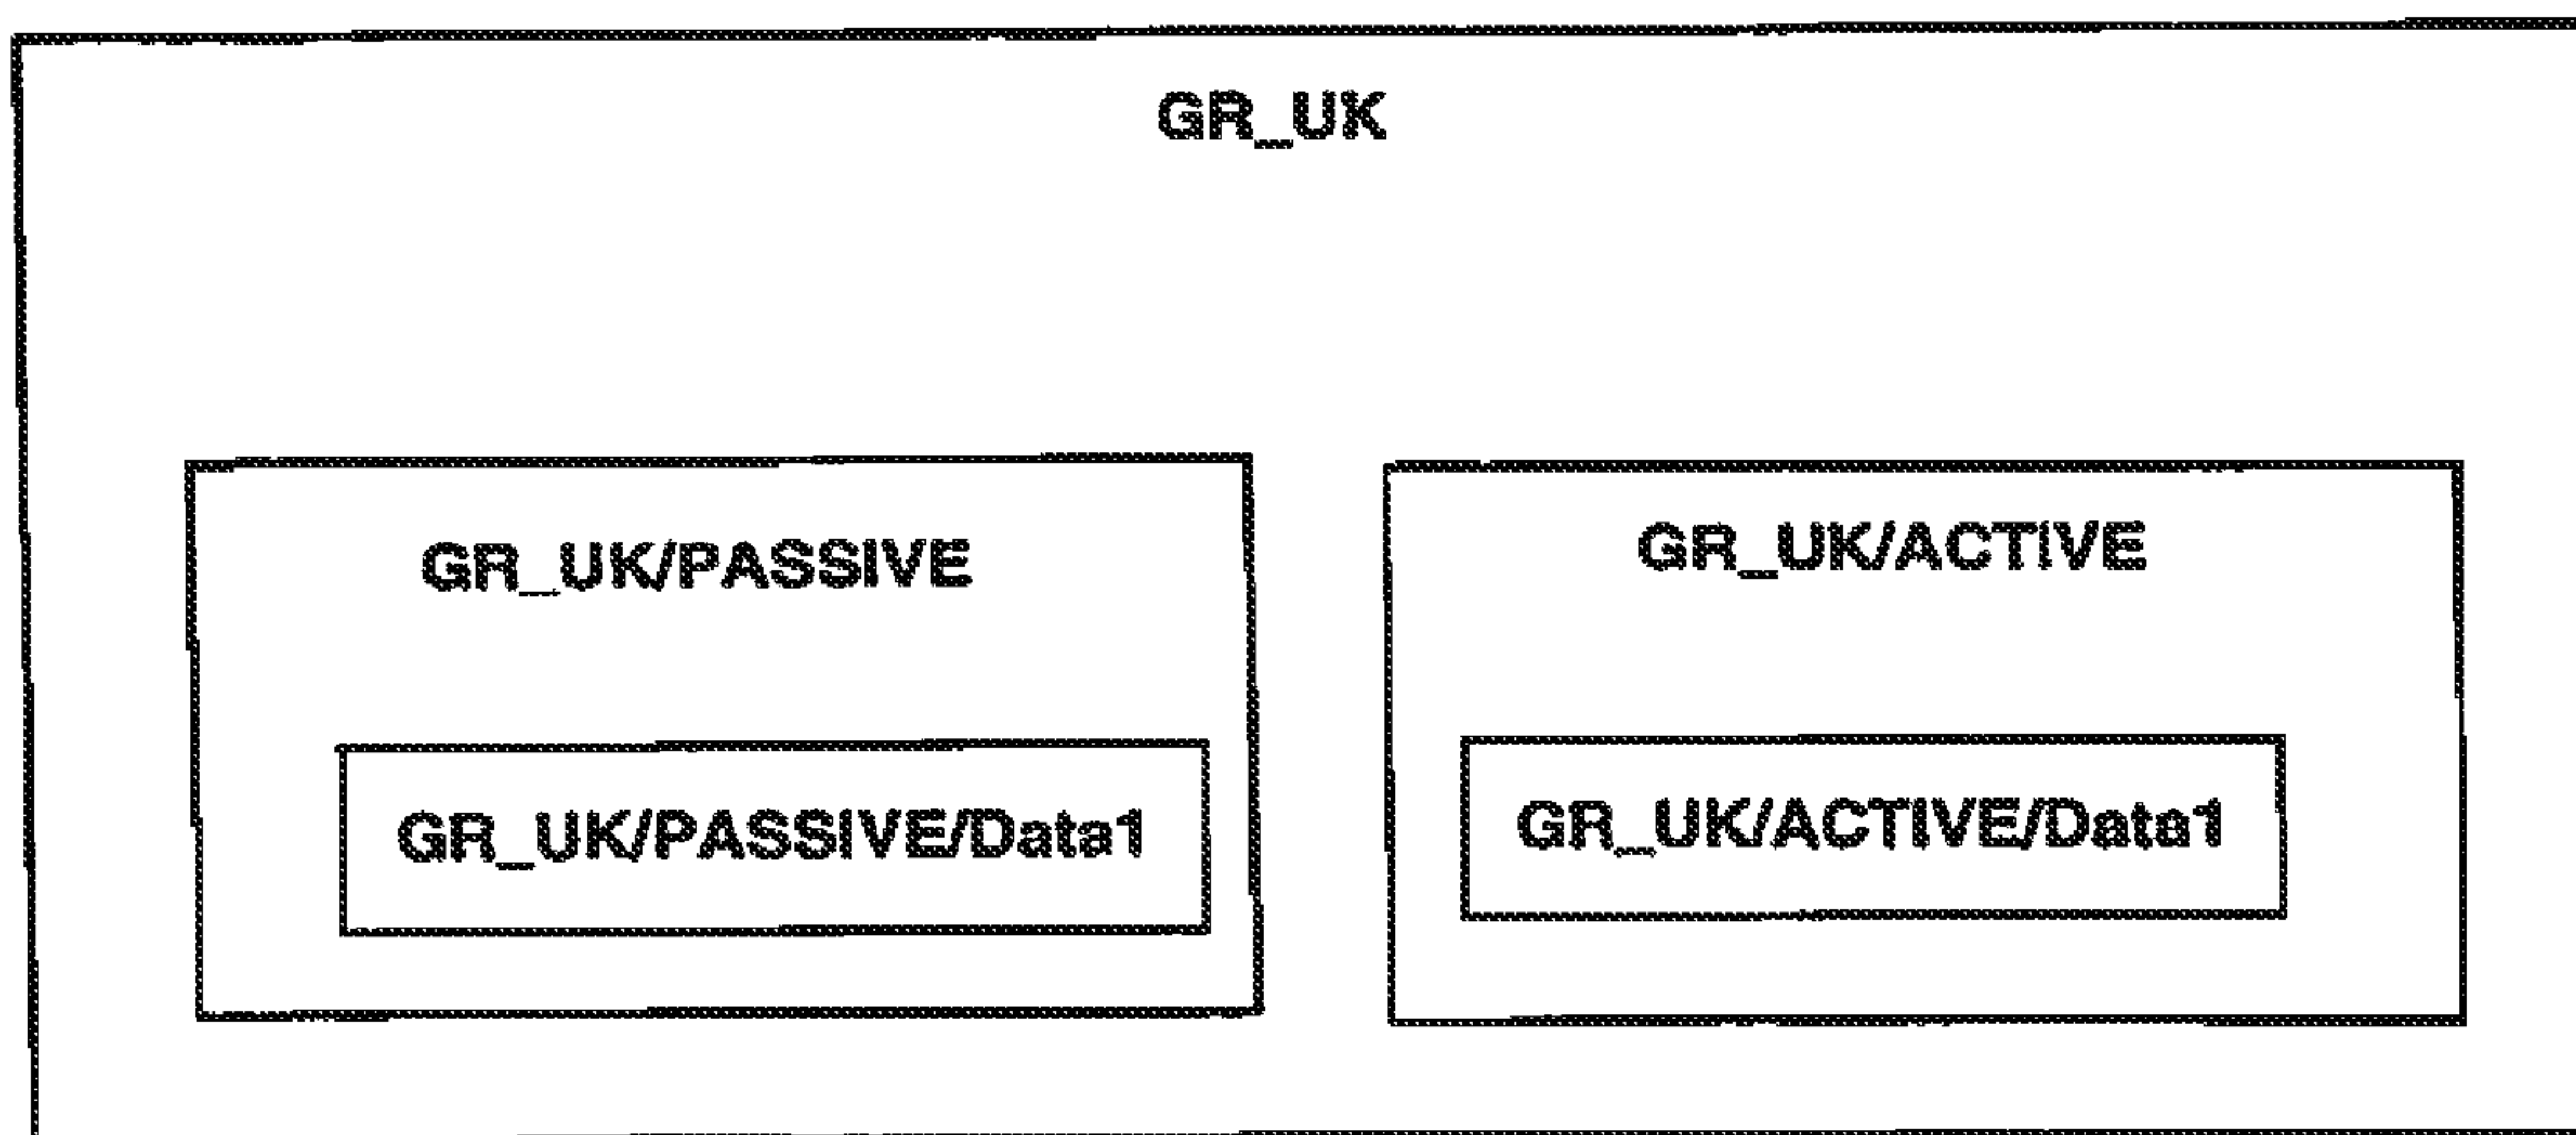 GR_UK
GR_UK/PASSIVE
GR_UK/ACTIVE
GR_UK/PASSIVE/Data1
GR_UK/ACTIVE/Data1